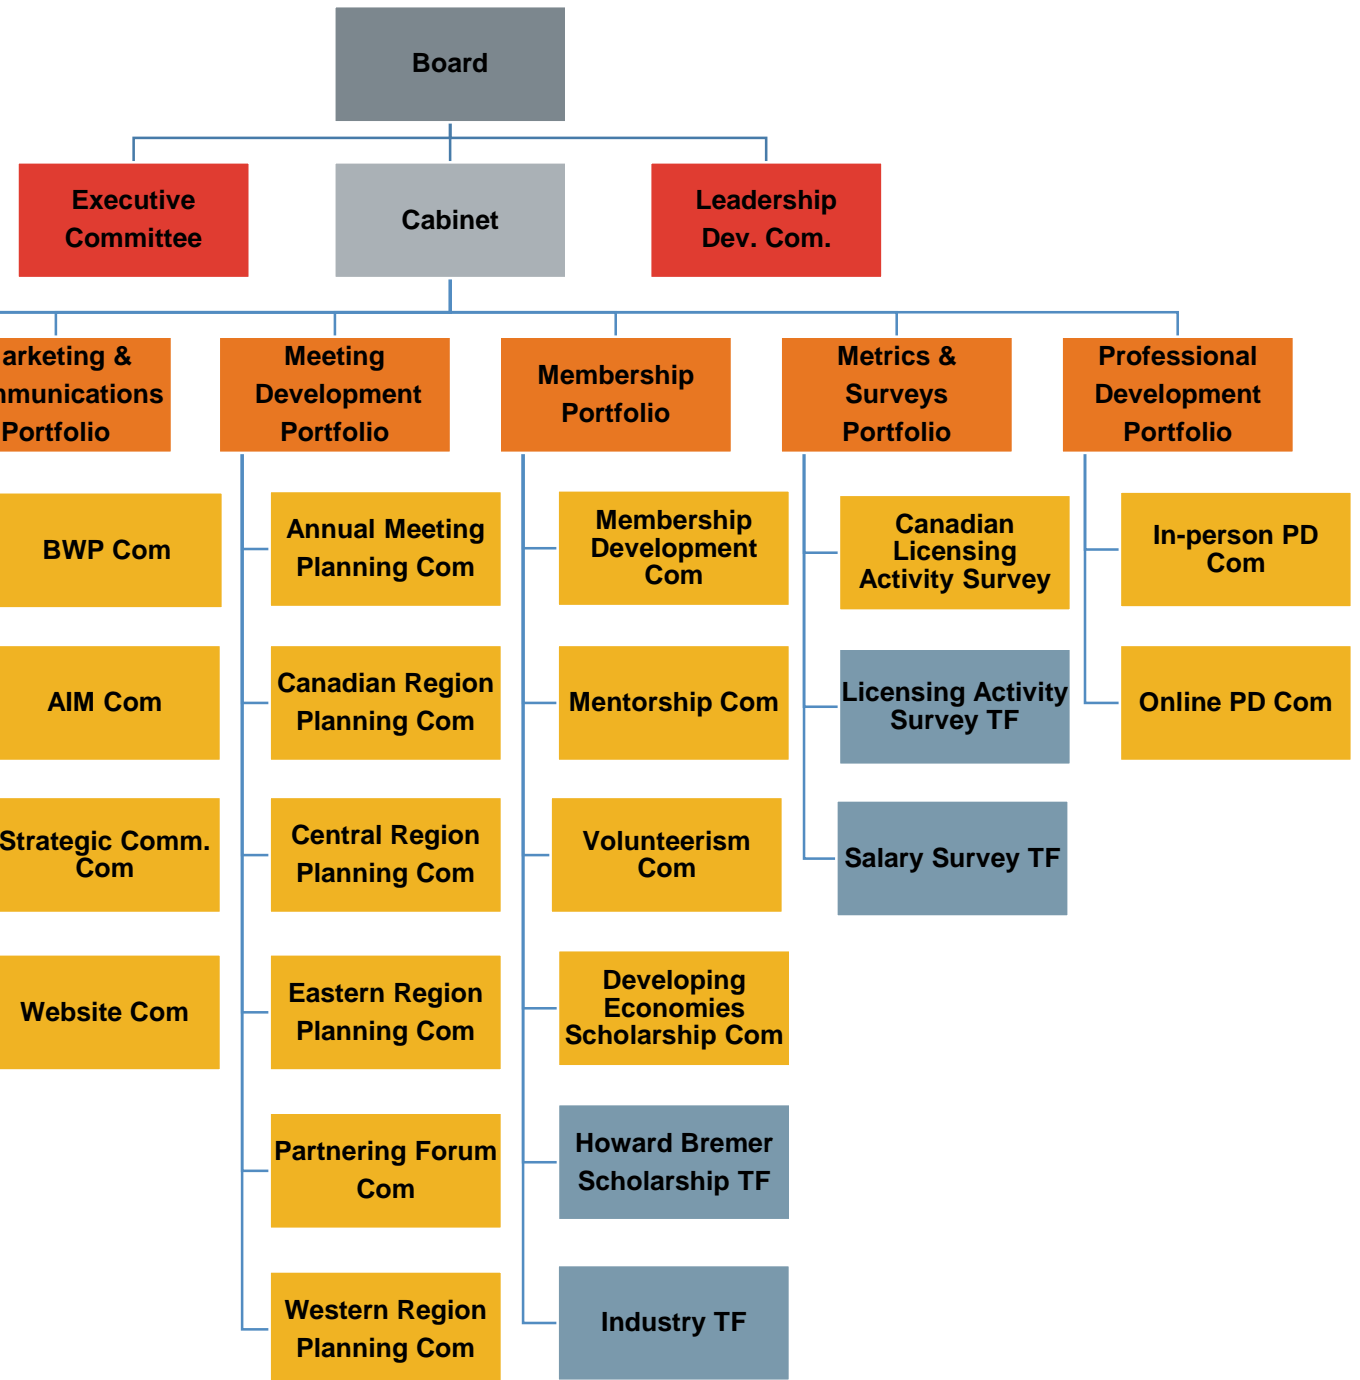 Board
Executive
Committee
Cabinet
Leadership
Dev. Com.
arketing &
mmunications
Portfolio
Meeting
Development
Portfolio
Membership
Portfolio
Metrics &
Surveys
Portfolio
Professional
Development
Portfolio
BWP Com
AIM Com
Strategic Comm.
Com
Website Com
Annual Meeting
Planning Com
Canadian Region
Planning Com
Central Region
Planning Com
Eastern Region
Planning Com
Partnering Forum
Com
Western Region
Planning Com
Membership
Development
Com
Mentorship Com
Volunteerism
Com
Developing
Economies
Scholarship Com
Howard Bremer
Scholarship TF
Industry TF
Canadian
Licensing
Activity Survey
Licensing Activity
Survey TF
Salary Survey TF
In-person PD
Com
Online PD Com